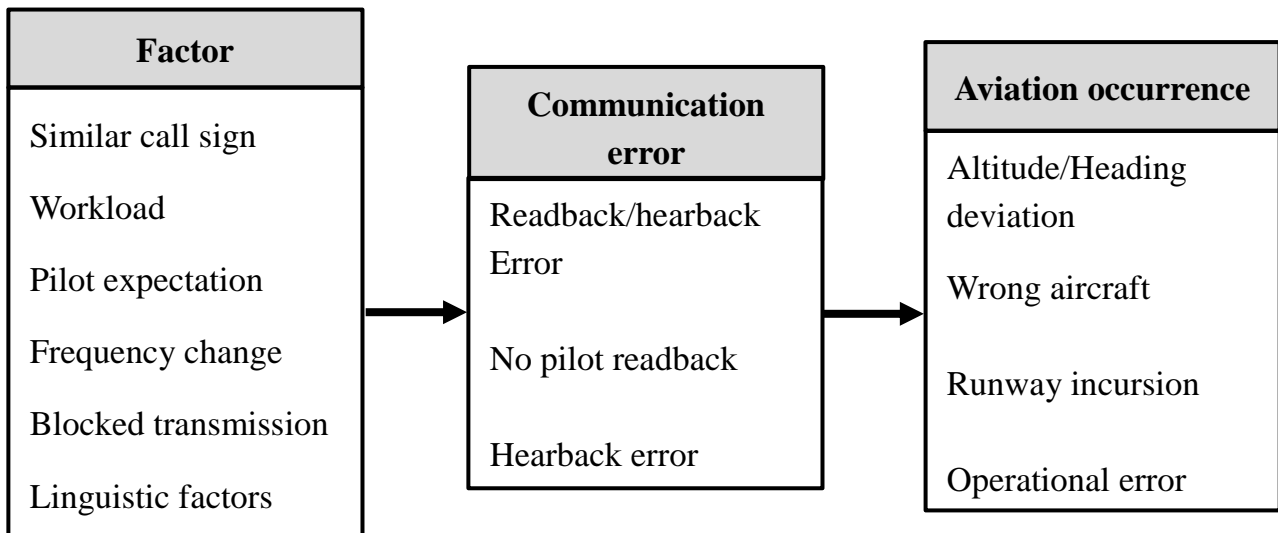 Factor
Similar call sign
Workload
Pilot expectation
Frequency change
Blocked transmission
Linguistic factors
Communication
error
Readback/hearback
Error
No pilot readback
Hearback error
Aviation occurrence
Altitude/Heading
deviation
Wrong aircraft
Runway incursion
Operational error